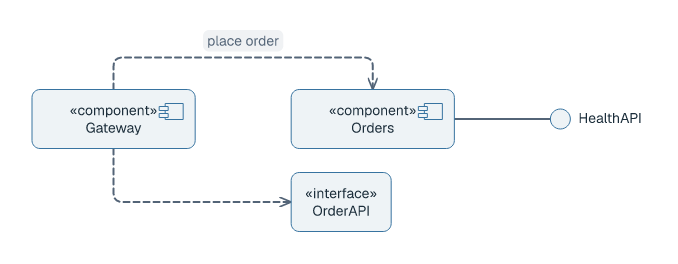 place order
«component»
Gateway
«component»
Orders
HealthAPI
«interface»
OrderAPI